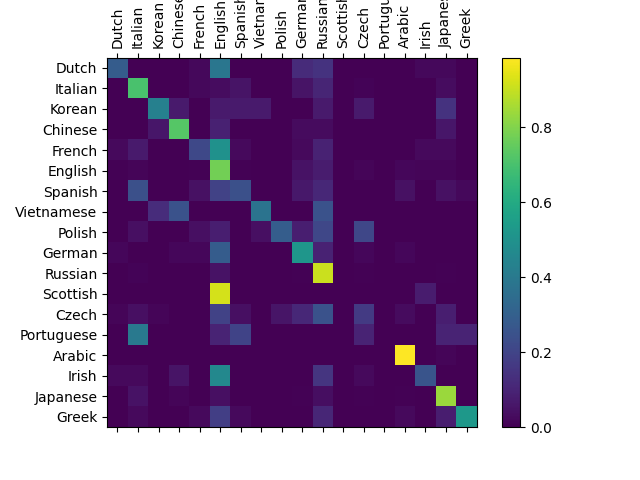 Dutch
Italian
Korean
Chinese
French
English
Spanish
Vietnam
Polish
German
Russian
Scottish
Czech
Portugu
Arabic
Irish
Japanes
Greek
Dutch
Italian
Korean
Chinese
French
English
Spanish
Vietnamese
Polish
German
Russian
Scottish
Czech
Portuguese
Arabic
Irish
Japanese
Greek
0.8
0.6
0.4
0.2
0.0